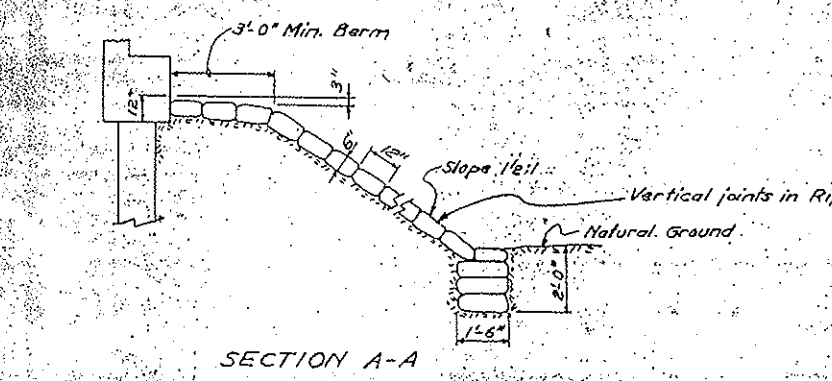 3'-0" Min. Berm
3"
12"
6"
12"
Slope 1½:1
Vertical joints in
Natural Ground
2'-0"
1'-6"
SECTION A-A